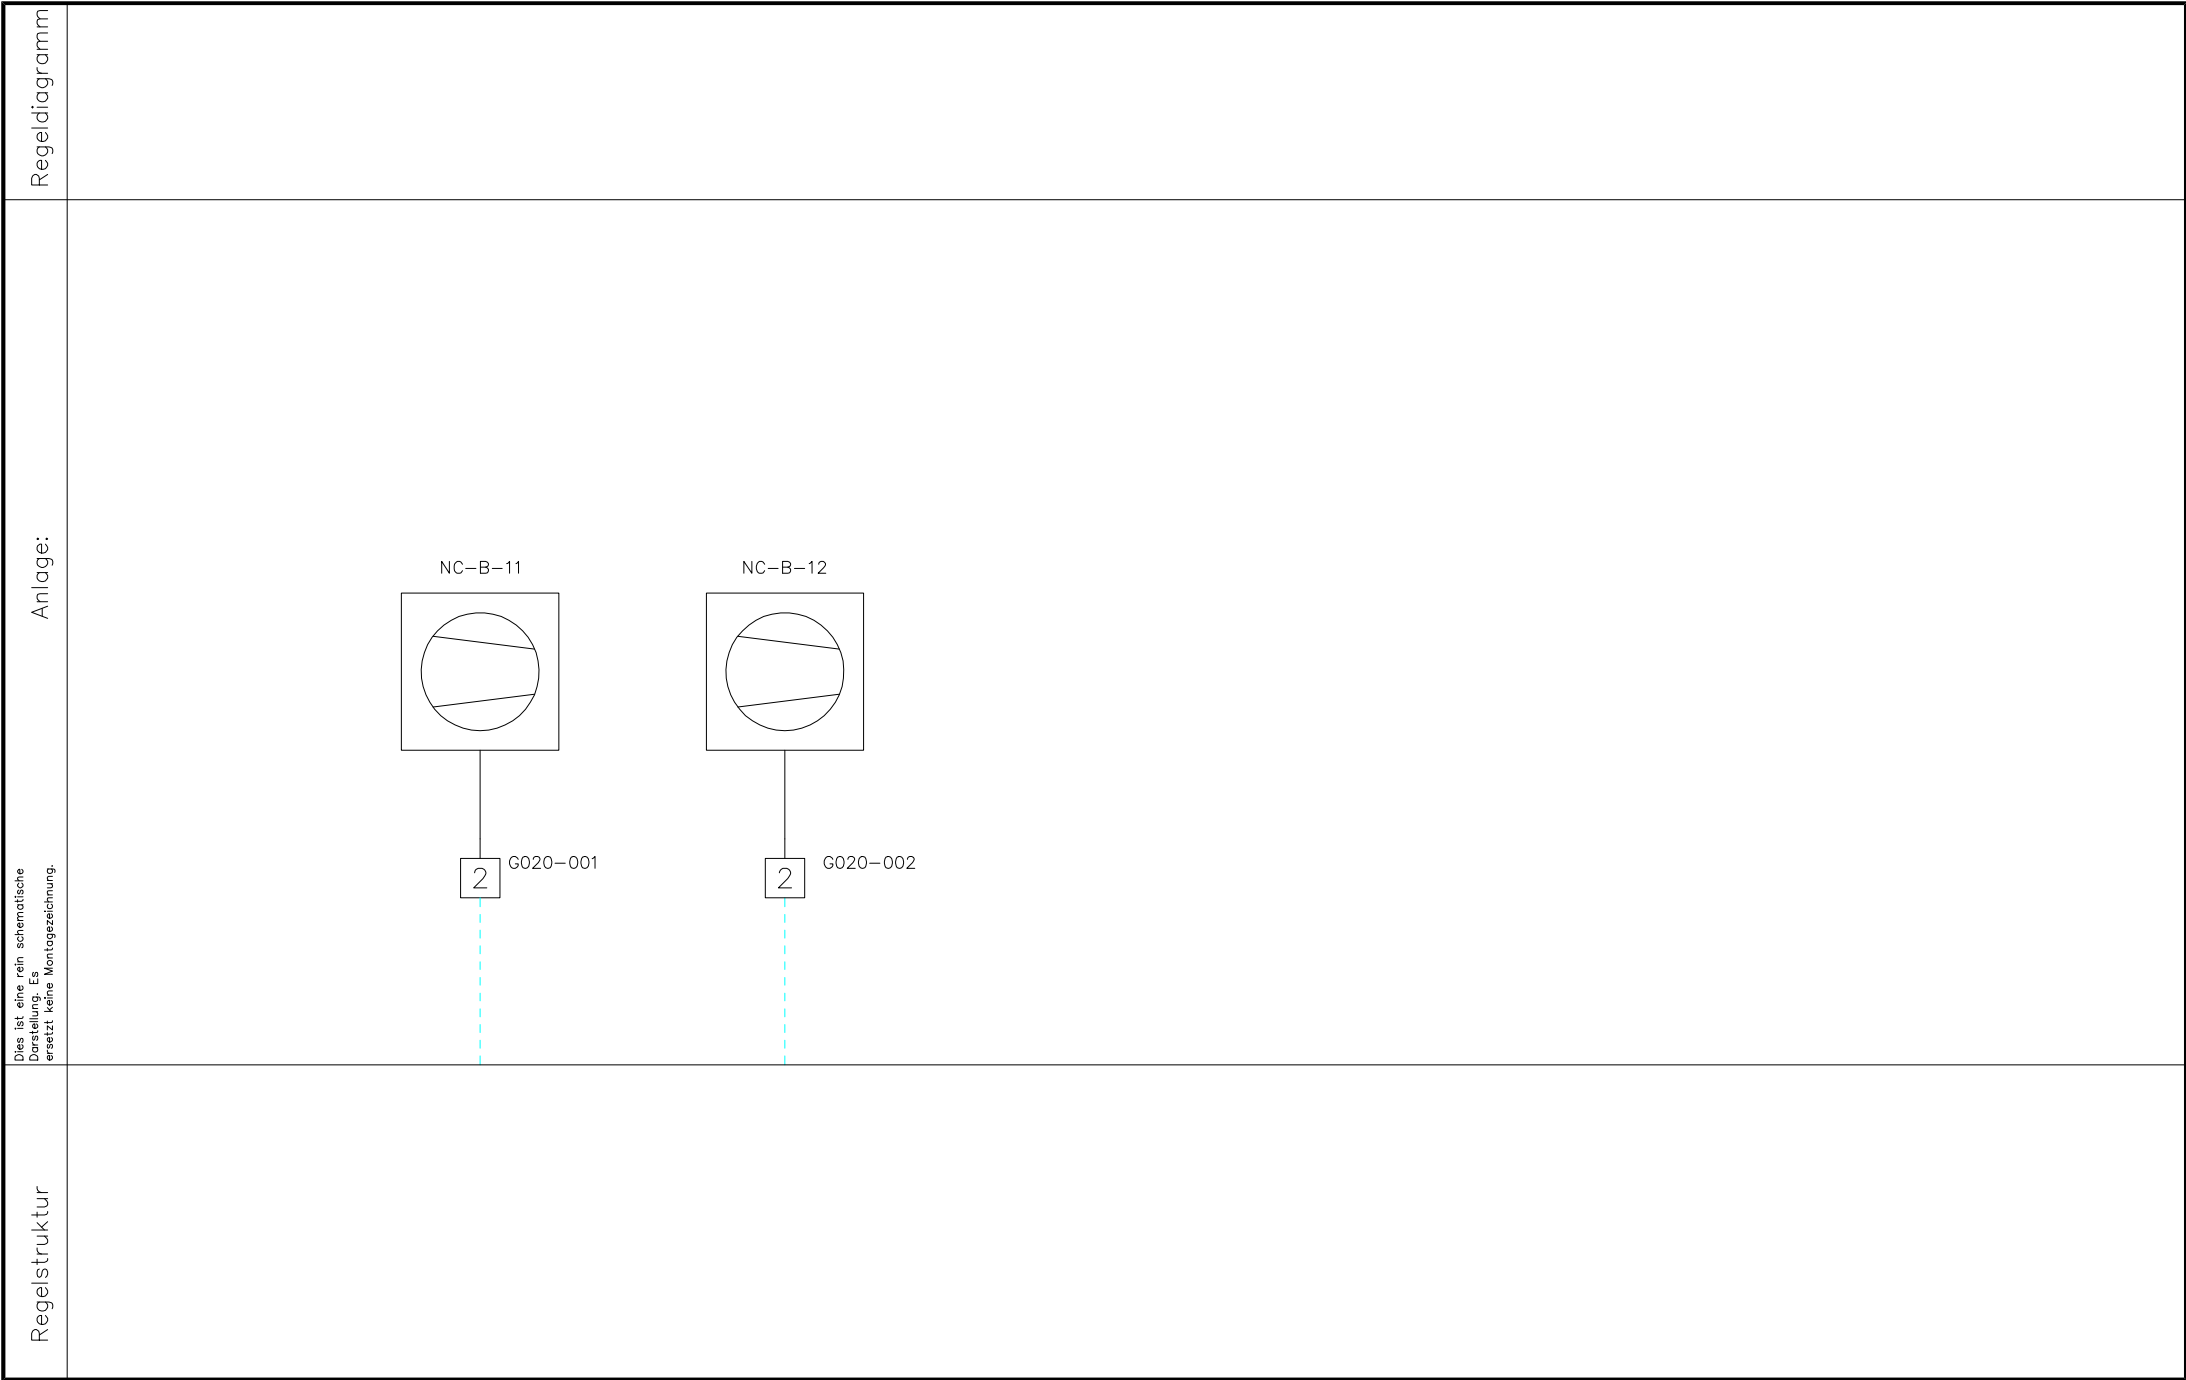 Regeldiagramm
Anlage:
NC-B-11
NC-B-12
2
G020-001
2
G020-002
Dies ist eine rein schematische
Darstellung. Es
ersetzt keine Montagezeichnung.
Regelstruktur